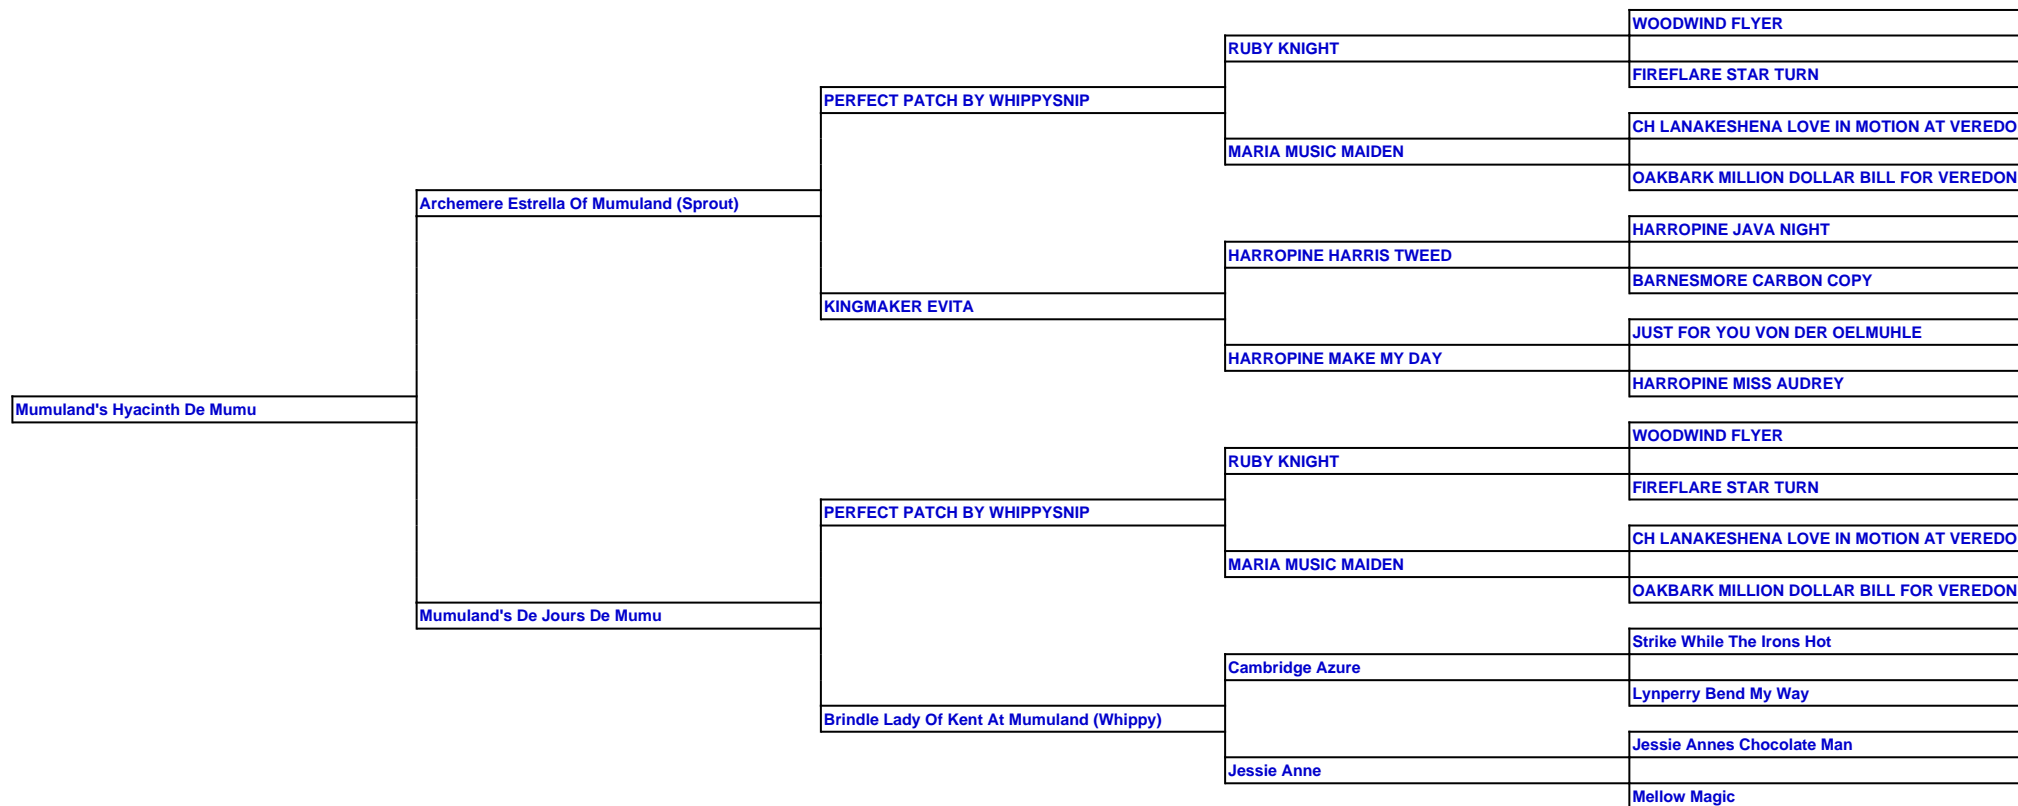 WOODWIND FLYER
RUBY KNIGHT
FIREFLARE STAR TURN
PERFECT PATCH BY WHIPPYSNIP
CH LANAKESHENA LOVE IN MOTION AT VEREDO
MARIA MUSIC MAIDEN
OAKBARK MILLION DOLLAR BILL FOR VEREDON
Archemere Estrella Of Mumuland (Sprout)
HARROPINE JAVA NIGHT
HARROPINE HARRIS TWEED
BARNESMORE CARBON COPY
KINGMAKER EVITA
JUST FOR YOU VON DER OELMUHLE
HARROPINE MAKE MY DAY
HARROPINE MISS AUDREY
Mumuland's Hyacinth De Mumu
WOODWIND FLYER
RUBY KNIGHT
FIREFLARE STAR TURN
PERFECT PATCH BY WHIPPYSNIP
CH LANAKESHENA LOVE IN MOTION AT VEREDO
MARIA MUSIC MAIDEN
OAKBARK MILLION DOLLAR BILL FOR VEREDON
Mumuland's De Jours De Mumu
Strike While The Irons Hot
Cambridge Azure
Lynperry Bend My Way
Brindle Lady Of Kent At Mumuland (Whippy)
Jessie Annes Chocolate Man
Jessie Anne
Mellow Magic